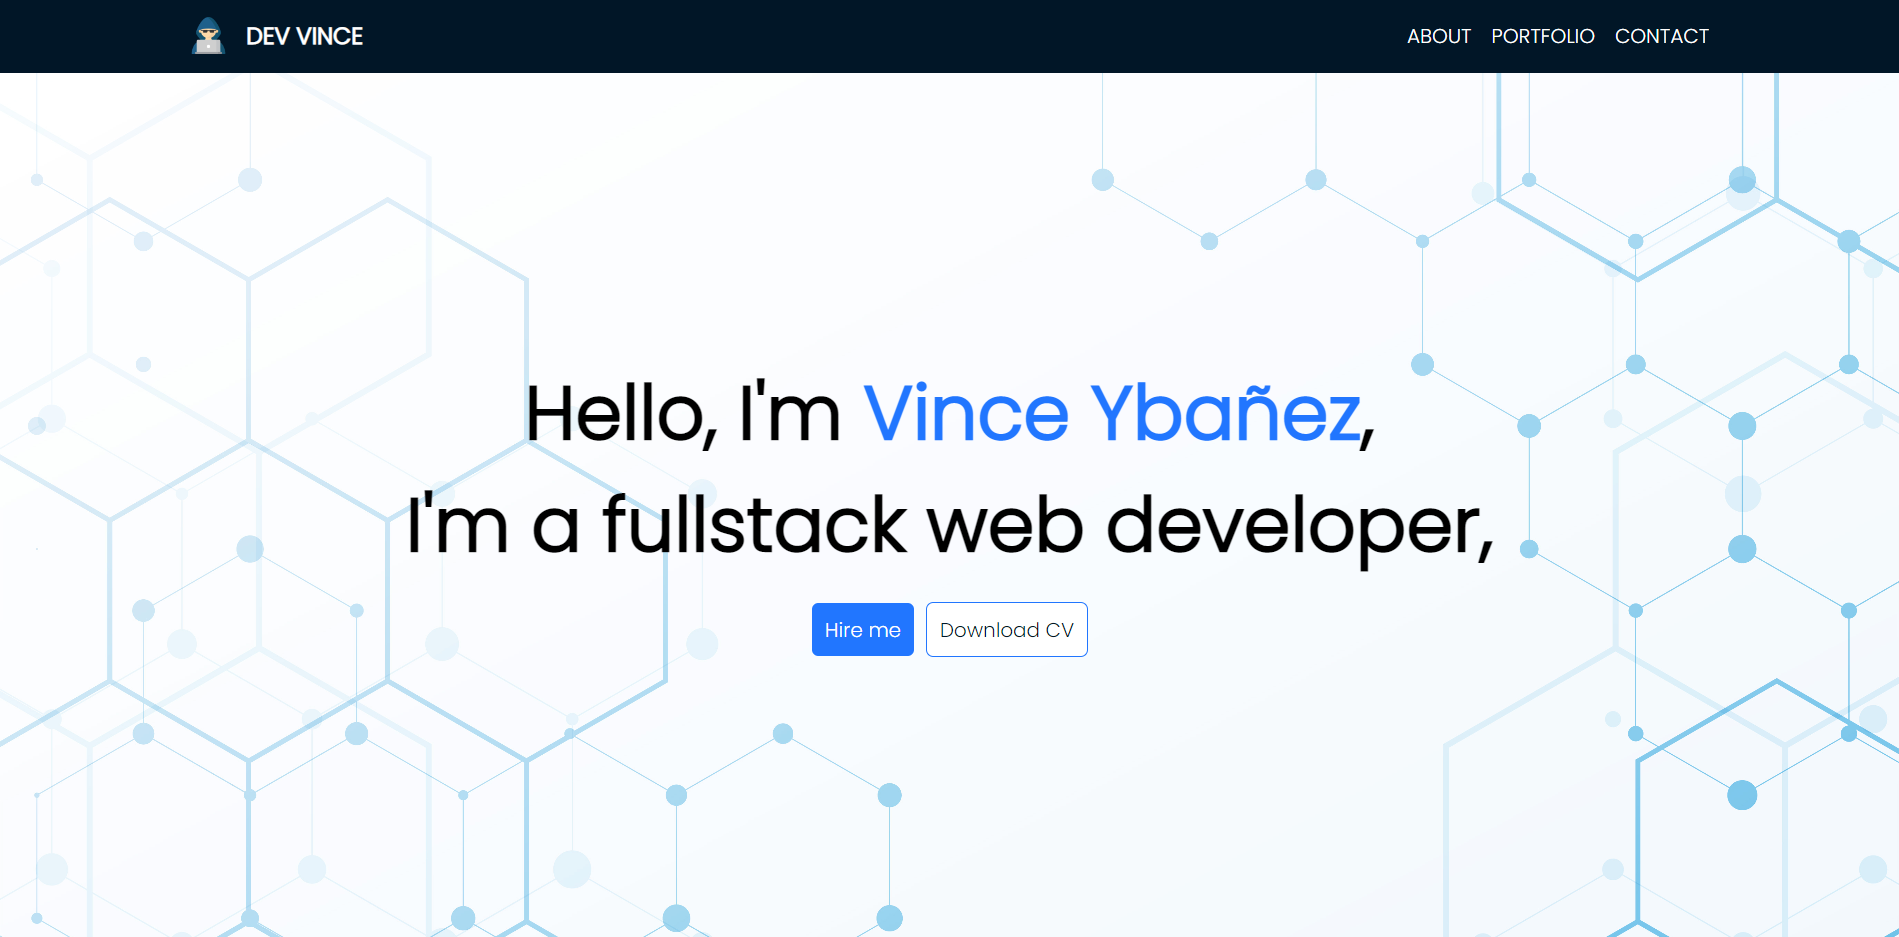 DEV VINCE
ABOUT PORTFOLIO CONTACT
Hello, I'm Vince Ybañez,
I'm a fullstack web developer,
Hire me Download CV